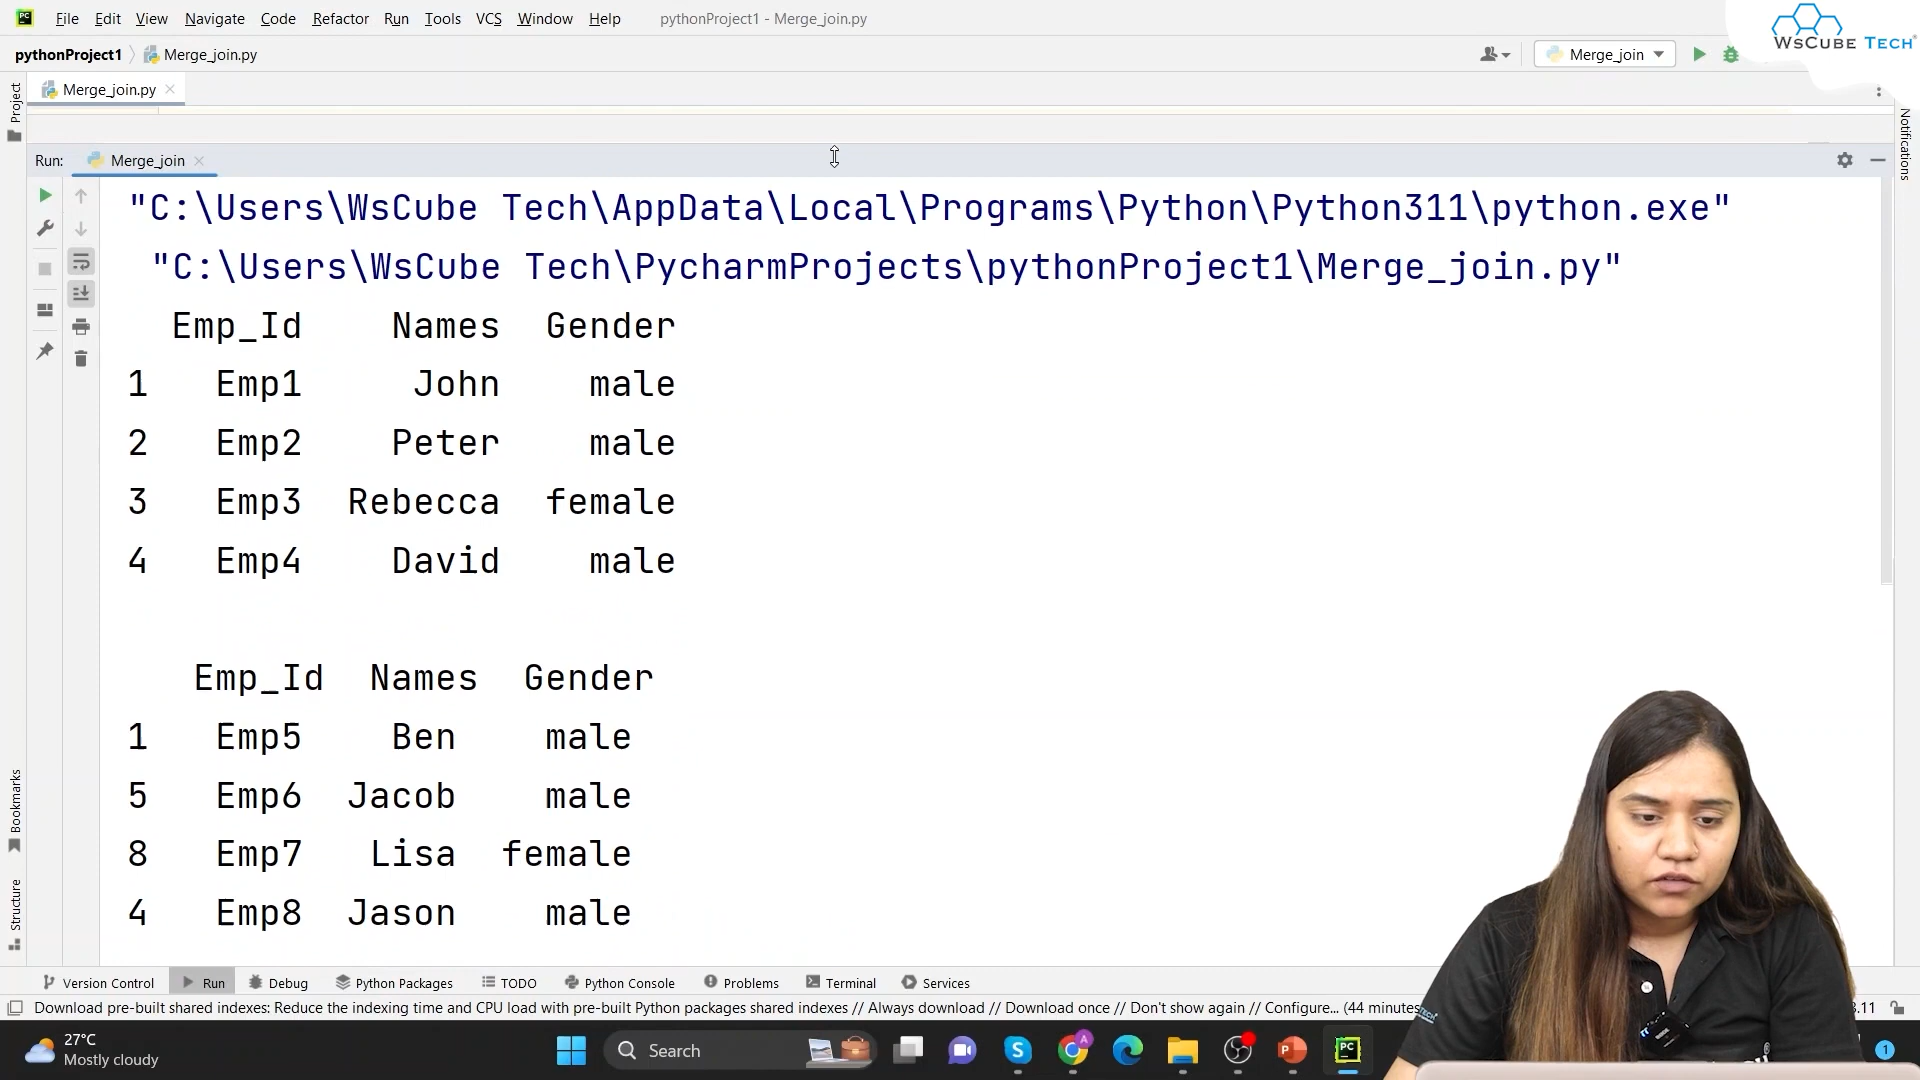 File Edit View Navigate Code Refactor Run Tools VCS Window Help pythonProject1 - Merge_join.py
WsCube Tech
pythonProject1 Merge_join.py Merge_join
Merge_join.py
Project
Notifications
Run: Merge_join
"C:\Users\WsCube Tech\AppData\Local\Programs\Python\Python311\python.exe"
"C:\Users\WsCube Tech\PycharmProjects\pythonProject1\Merge_join.py"
Emp_Id Names Gender
1 Emp1 John male
2 Emp2 Peter male
3 Emp3 Rebecca female
4 Emp4 David male
Emp_Id Names Gender
1 Emp5 Ben male
5 Emp6 Jacob male
8 Emp7 Lisa female
4 Emp8 Jason male
Bookmarks
Structure
Version Control Run Debug Python Packages TODO Python Console Problems Terminal Services
Download pre-built shared indexes: Reduce the indexing time and CPU load with pre-built Python packages shared indexes // Always download // Download once // Don't show again // Configure... (44 minutes
27°C
Mostly cloudy
Search
PC
1